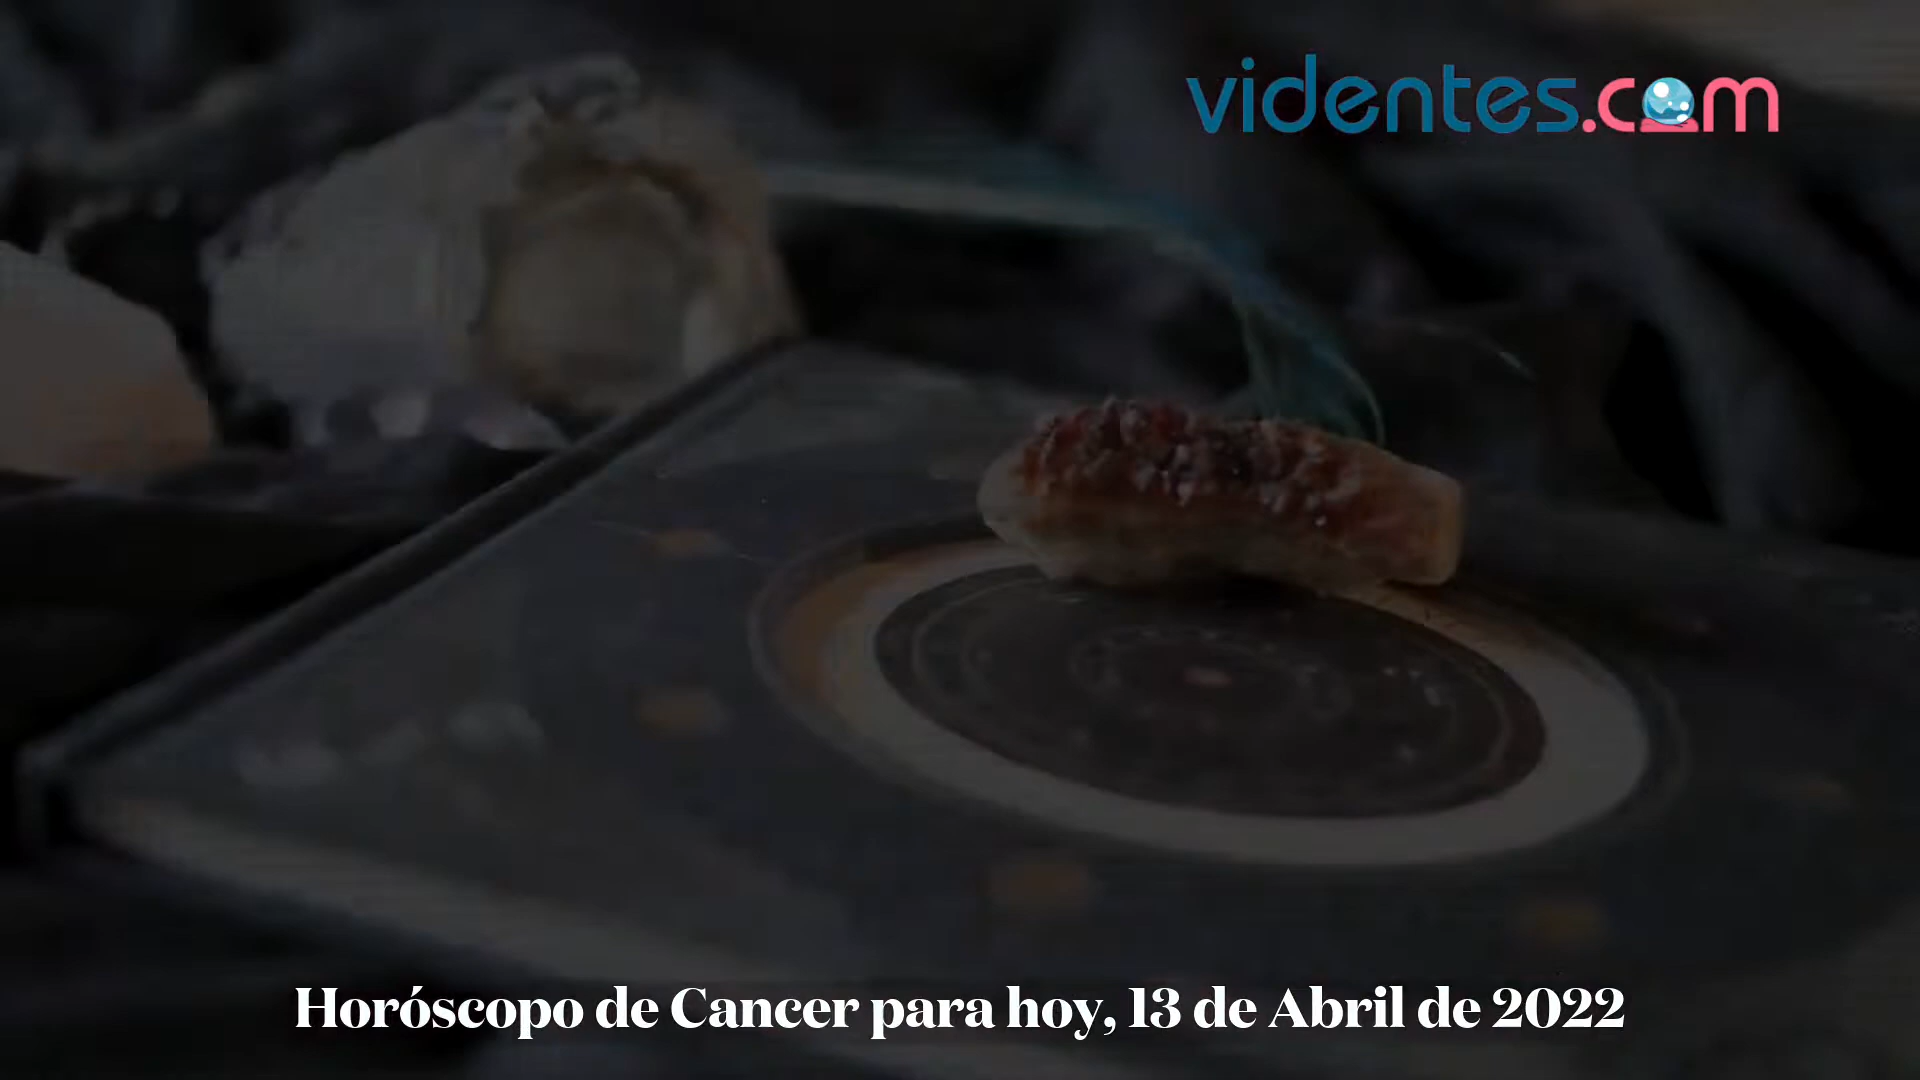 videntes.com
Horóscopo de Cancer para hoy, 13 de Abril de 2022